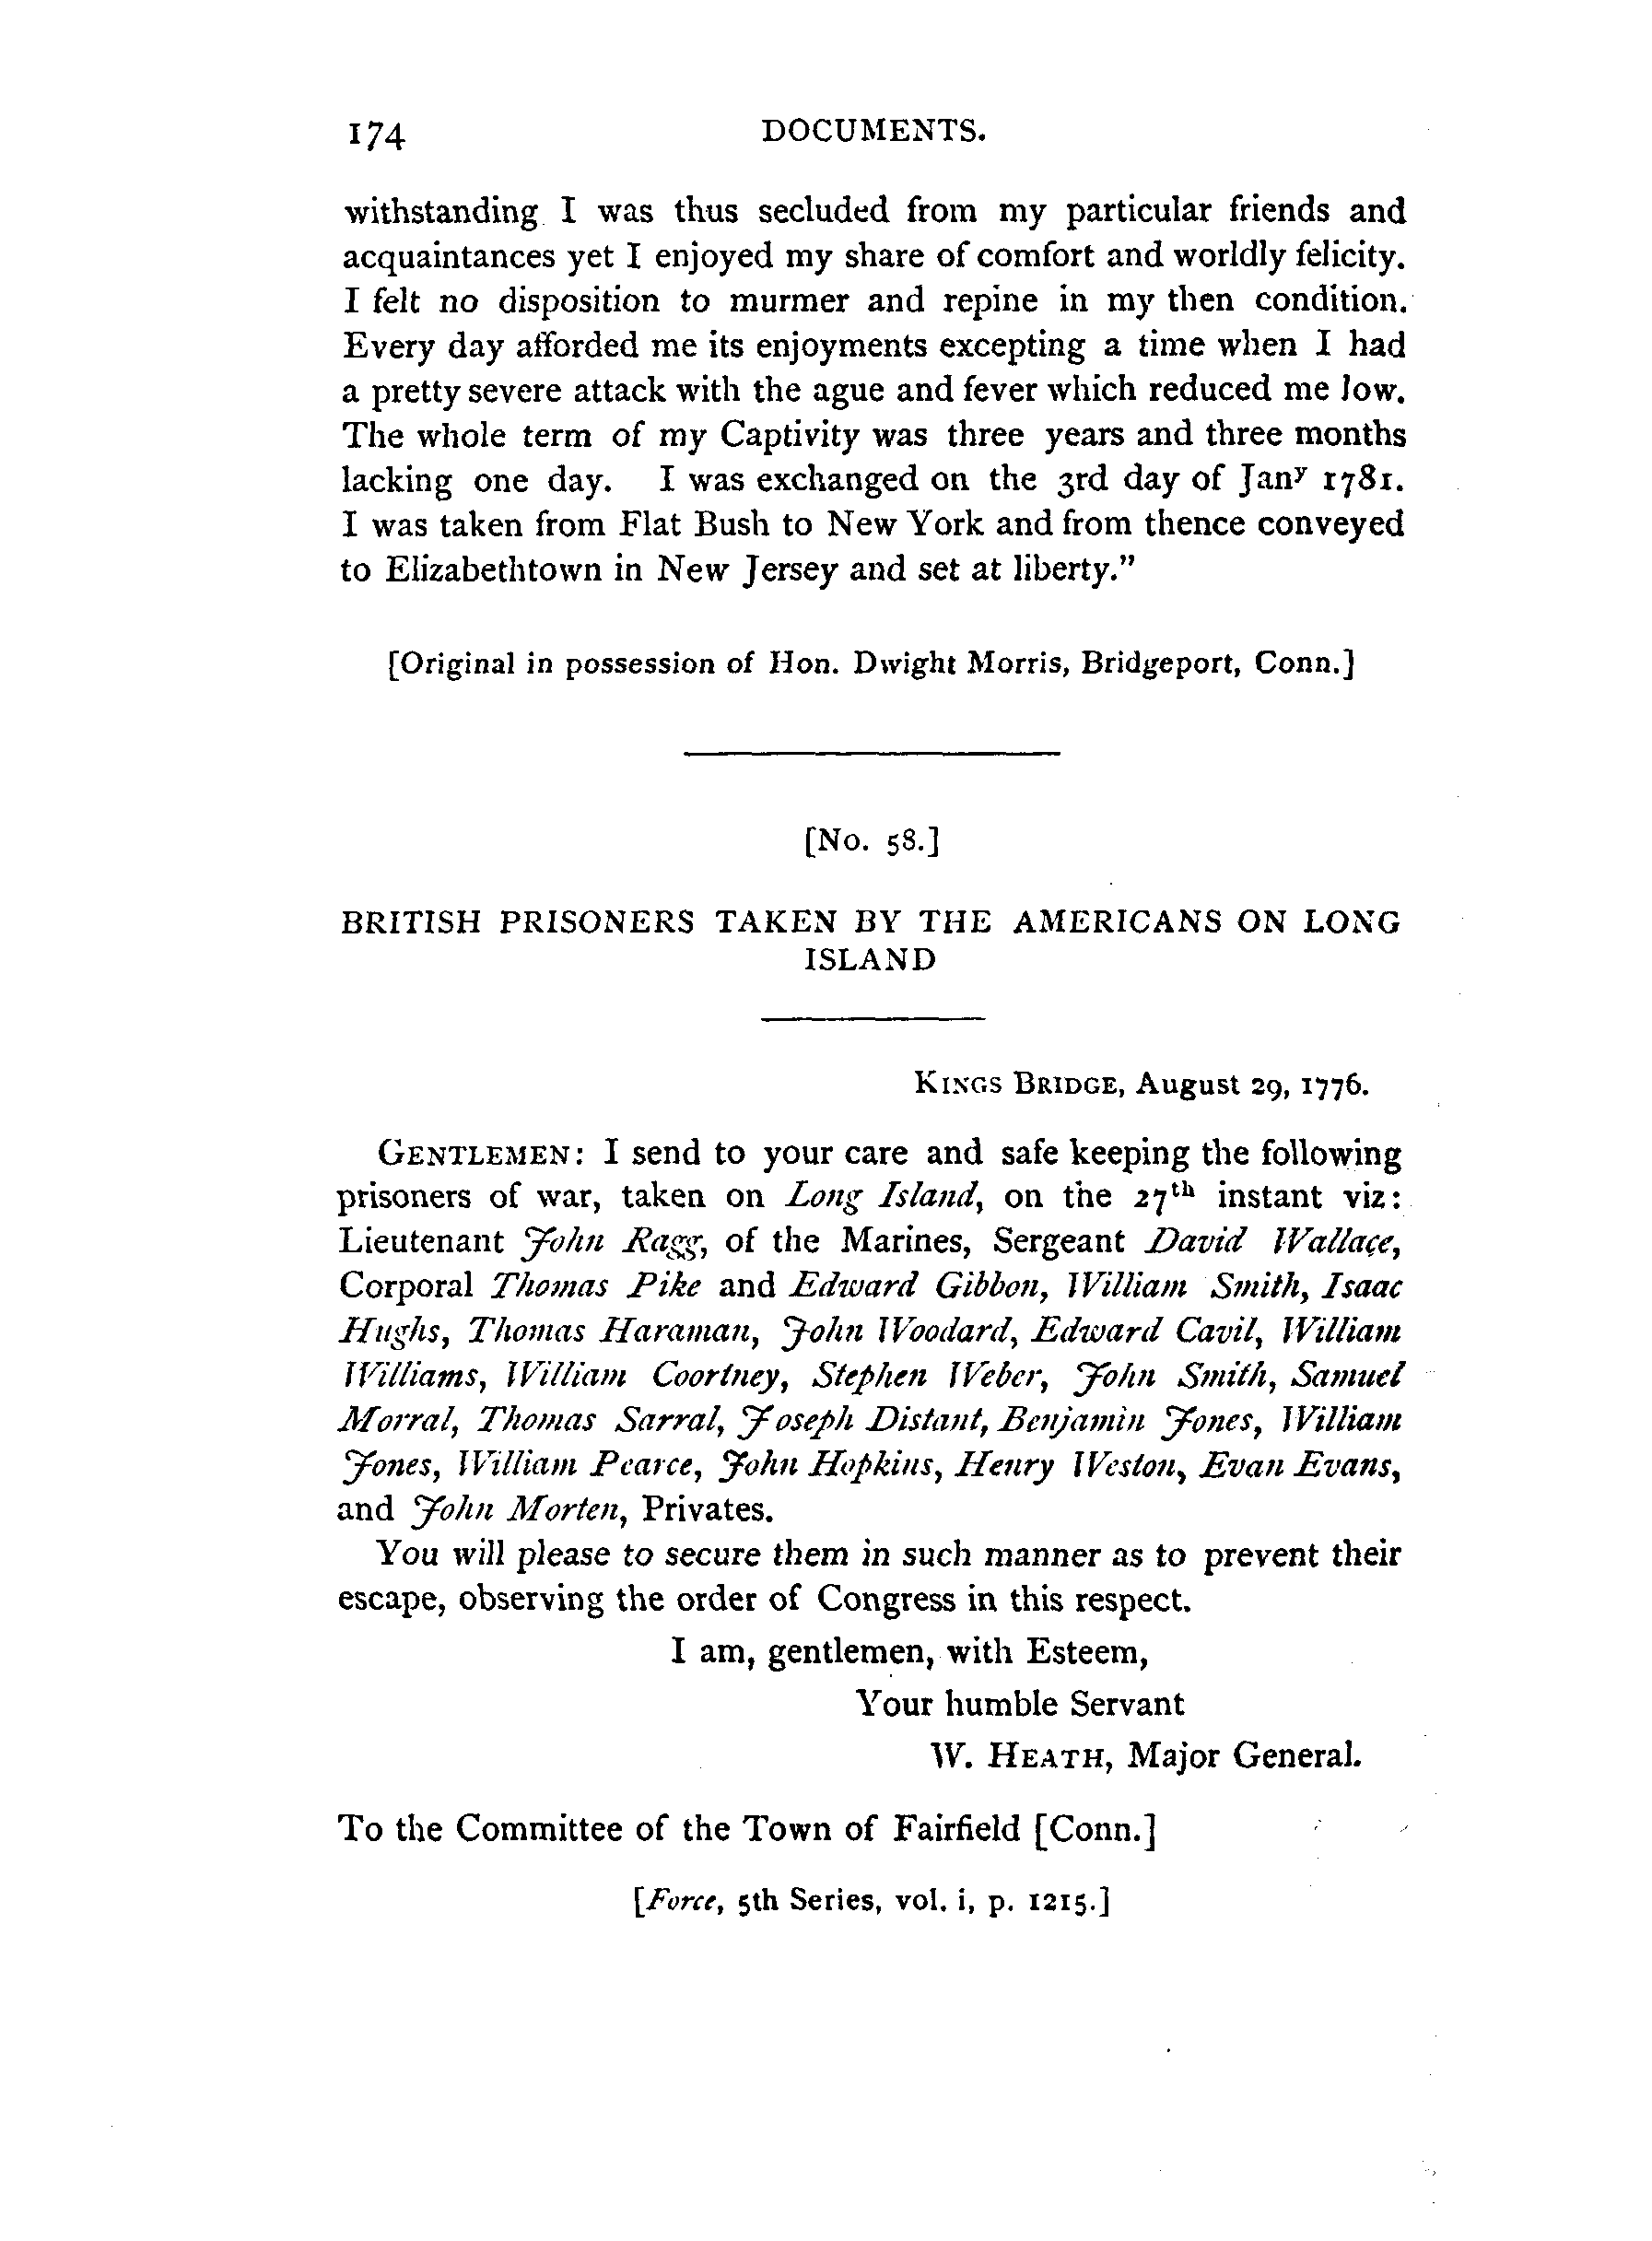 174 DOCUMENTS.
withstanding I was thus secluded from my particular friends and
acquaintances yet I enjoyed my share of comfort and worldly felicity.
I felt no disposition to murmer and repine in my then condition.
Every day afforded me its enjoyments excepting a time when I had
a pretty severe attack with the ague and fever which reduced me low.
The whole term of my Captivity was three years and three months
lacking one day. I was exchanged on the 3rd day of Janʸ 1781.
I was taken from Flat Bush to New York and from thence conveyed
to Elizabethtown in New Jersey and set at liberty."
[Original in possession of Hon. Dwight Morris, Bridgeport, Conn.]
[No. 58.]
BRITISH PRISONERS TAKEN BY THE AMERICANS ON LONG
ISLAND
KINGS BRIDGE, August 29, 1776.
GENTLEMEN: I send to your care and safe keeping the following
prisoners of war, taken on Long Island, on the 27ᵗʰ instant viz:
Lieutenant John Ragg, of the Marines, Sergeant David Wallace,
Corporal Thomas Pike and Edward Gibbon, William Smith, Isaac
Hughs, Thomas Haraman, John Woodard, Edward Cavil, William
Williams, William Coortney, Stephen Weber, John Smith, Samuel
Morral, Thomas Sarral, Joseph Distant, Benjamin Jones, William
Jones, William Pearce, John Hopkins, Henry Weston, Evan Evans,
and John Morten, Privates.
You will please to secure them in such manner as to prevent their
escape, observing the order of Congress in this respect.
I am, gentlemen, with Esteem,
Your humble Servant
W. HEATH, Major General.
To the Committee of the Town of Fairfield [Conn.]
[Force, 5th Series, vol. i, p. 1215.]